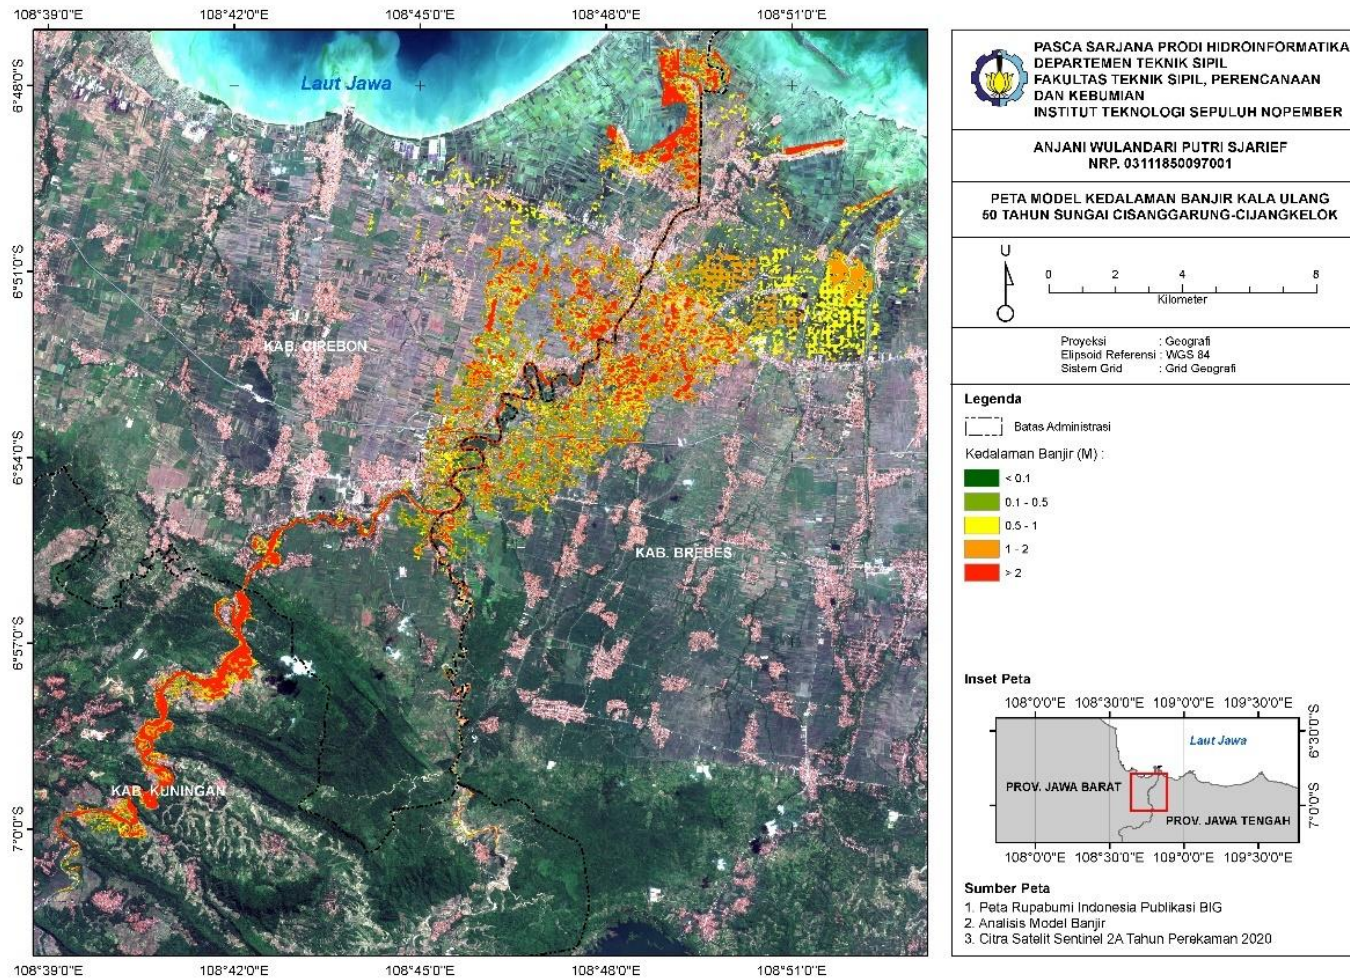 108°39'0"E 108°42'0"E 108°45'0"E 108°48'0"E 108°51'0"E
6°48'0"S
6°51'0"S
6°54'0"S
6°57'0"S
7°0'0"S
Laut Jawa
KAB. CIREBON
KAB. BREBES
KAB. KUNINGAN
108°39'0"E 108°42'0"E 108°45'0"E 108°48'0"E 108°51'0"E
PASCA SARJANA PRODI HIDROINFORMATIKA
DEPARTEMEN TEKNIK SIPIL
FAKULTAS TEKNIK SIPIL, PERENCANAAN
DAN KEBUMIAN
INSTITUT TEKNOLOGI SEPULUH NOPEMBER
ANJANI WULANDARI PUTRI SJARIEF
NRP. 03111850097001
PETA MODEL KEDALAMAN BANJIR KALA ULANG
50 TAHUN SUNGAI CISANGGARUNG-CIJANGKELOK
U
0 2 4 6 8
Kilometer
Proyeksi : Geografi
Elipsoid Referensi : WGS 84
Sistem Grid : Grid Geografi
Legenda
Batas Administrasi
Kedalaman Banjir (M) :
< 0.1
0.1 - 0.5
0.5 - 1
1 - 2
> 2
Inset Peta
108°0'0"E 108°30'0"E 109°0'0"E 109°30'0"E
6°30'0"S
7°0'0"S
Laut Jawa
PROV. JAWA BARAT
PROV. JAWA TENGAH
108°0'0"E 108°30'0"E 109°0'0"E 109°30'0"E
Sumber Peta
1. Peta Rupabumi Indonesia Publikasi BIG
2. Analisis Model Banjir
3. Citra Satelit Sentinel 2A Tahun Perekaman 2020